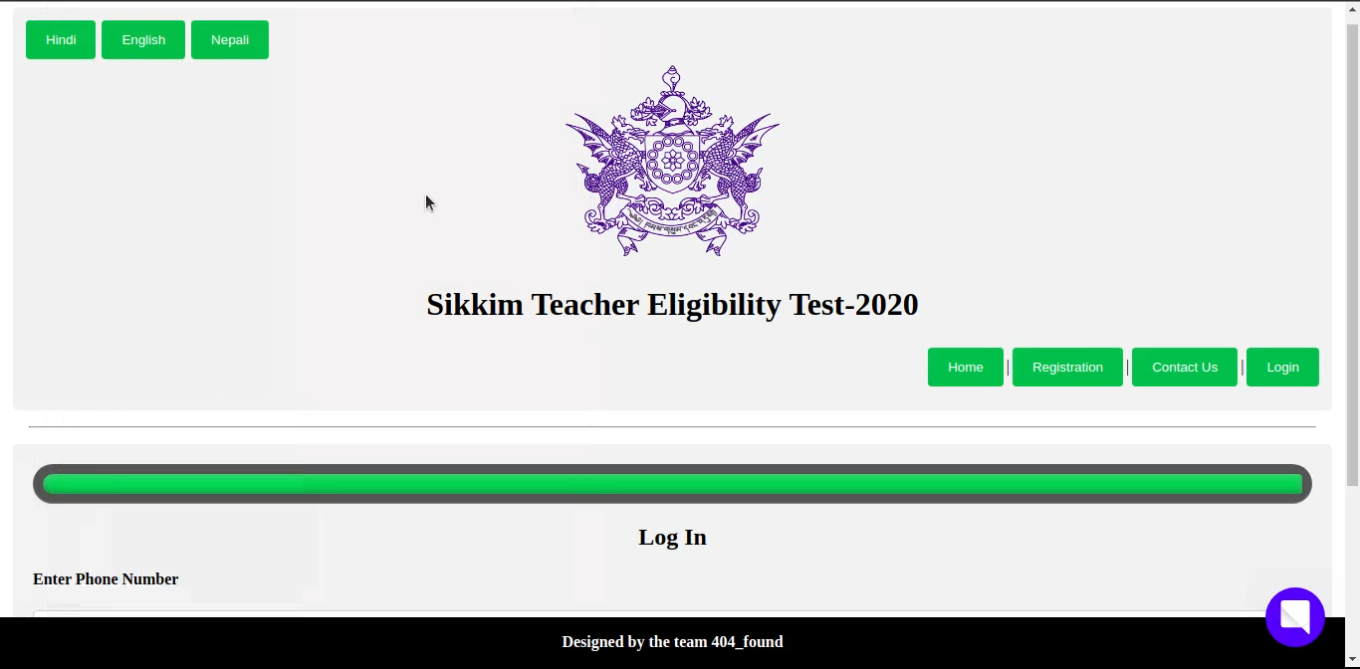 Hindi English Nepali
Sikkim Teacher Eligibility Test-2020
Home | Registration | Contact Us | Login
Log In
Enter Phone Number
Designed by the team 404_found